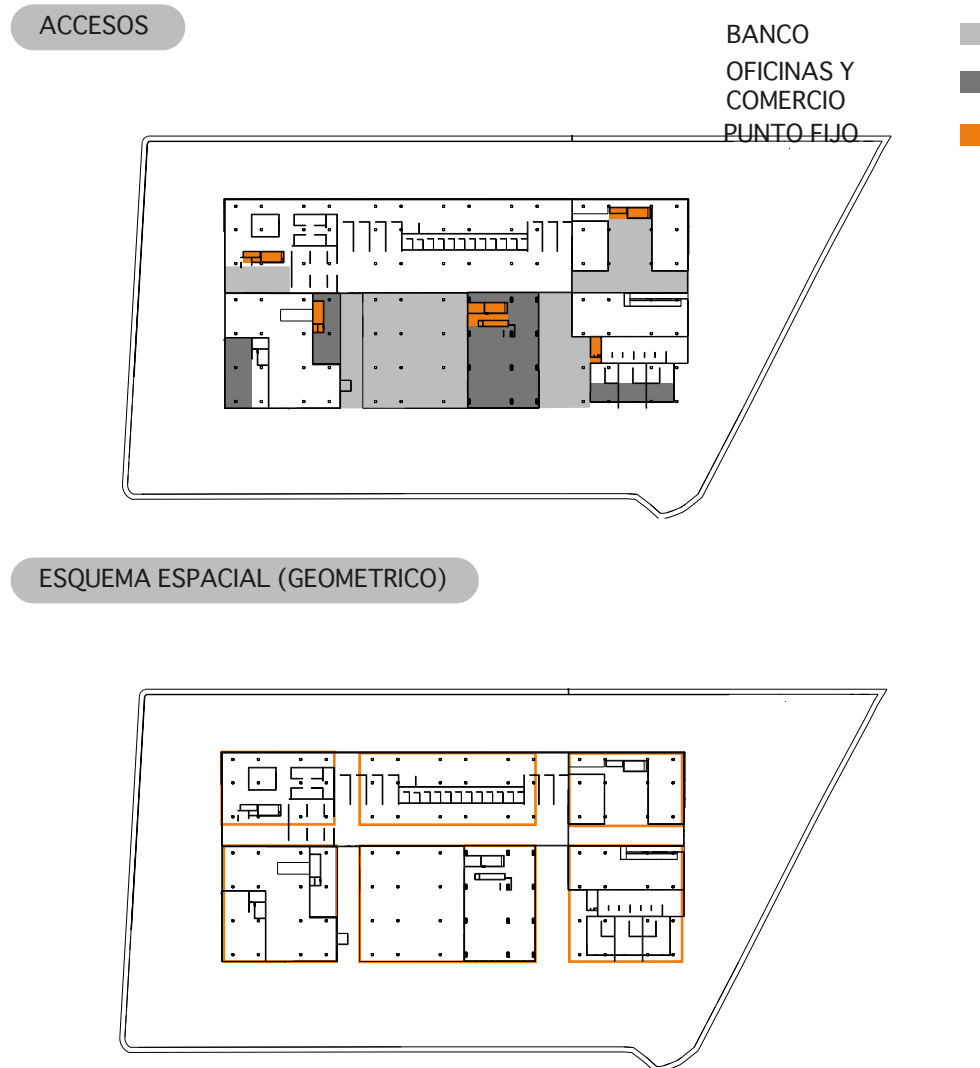 ACCESOS
BANCO
OFICINAS Y
COMERCIO
PUNTO FIJO
ESQUEMA ESPACIAL (GEOMETRICO)